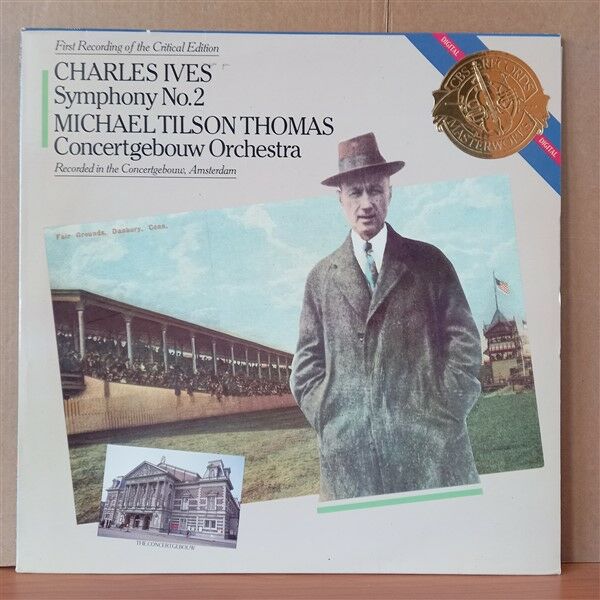 First Recording of the Critical Edition
CHARLES IVES
Symphony No.2
MICHAEL TILSON THOMAS
Concertgebouw Orchestra
Recorded in the Concertgebouw, Amsterdam
DIGITAL
CBS RECORDS
MASTERWORKS
DIGITAL
Fair Grounds, Danbury, Conn.
THE CONCERTGEBOUW